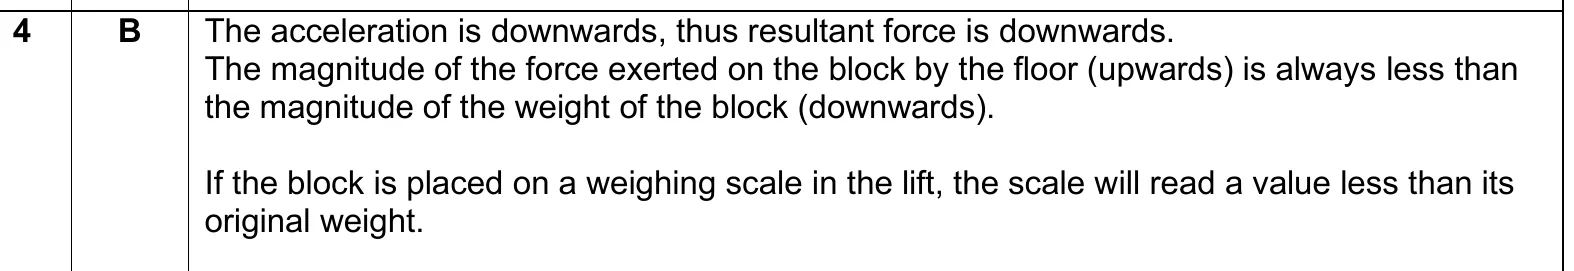 4 B The acceleration is downwards, thus resultant force is downwards.
The magnitude of the force exerted on the block by the floor (upwards) is always less than
the magnitude of the weight of the block (downwards).
If the block is placed on a weighing scale in the lift, the scale will read a value less than its
original weight.